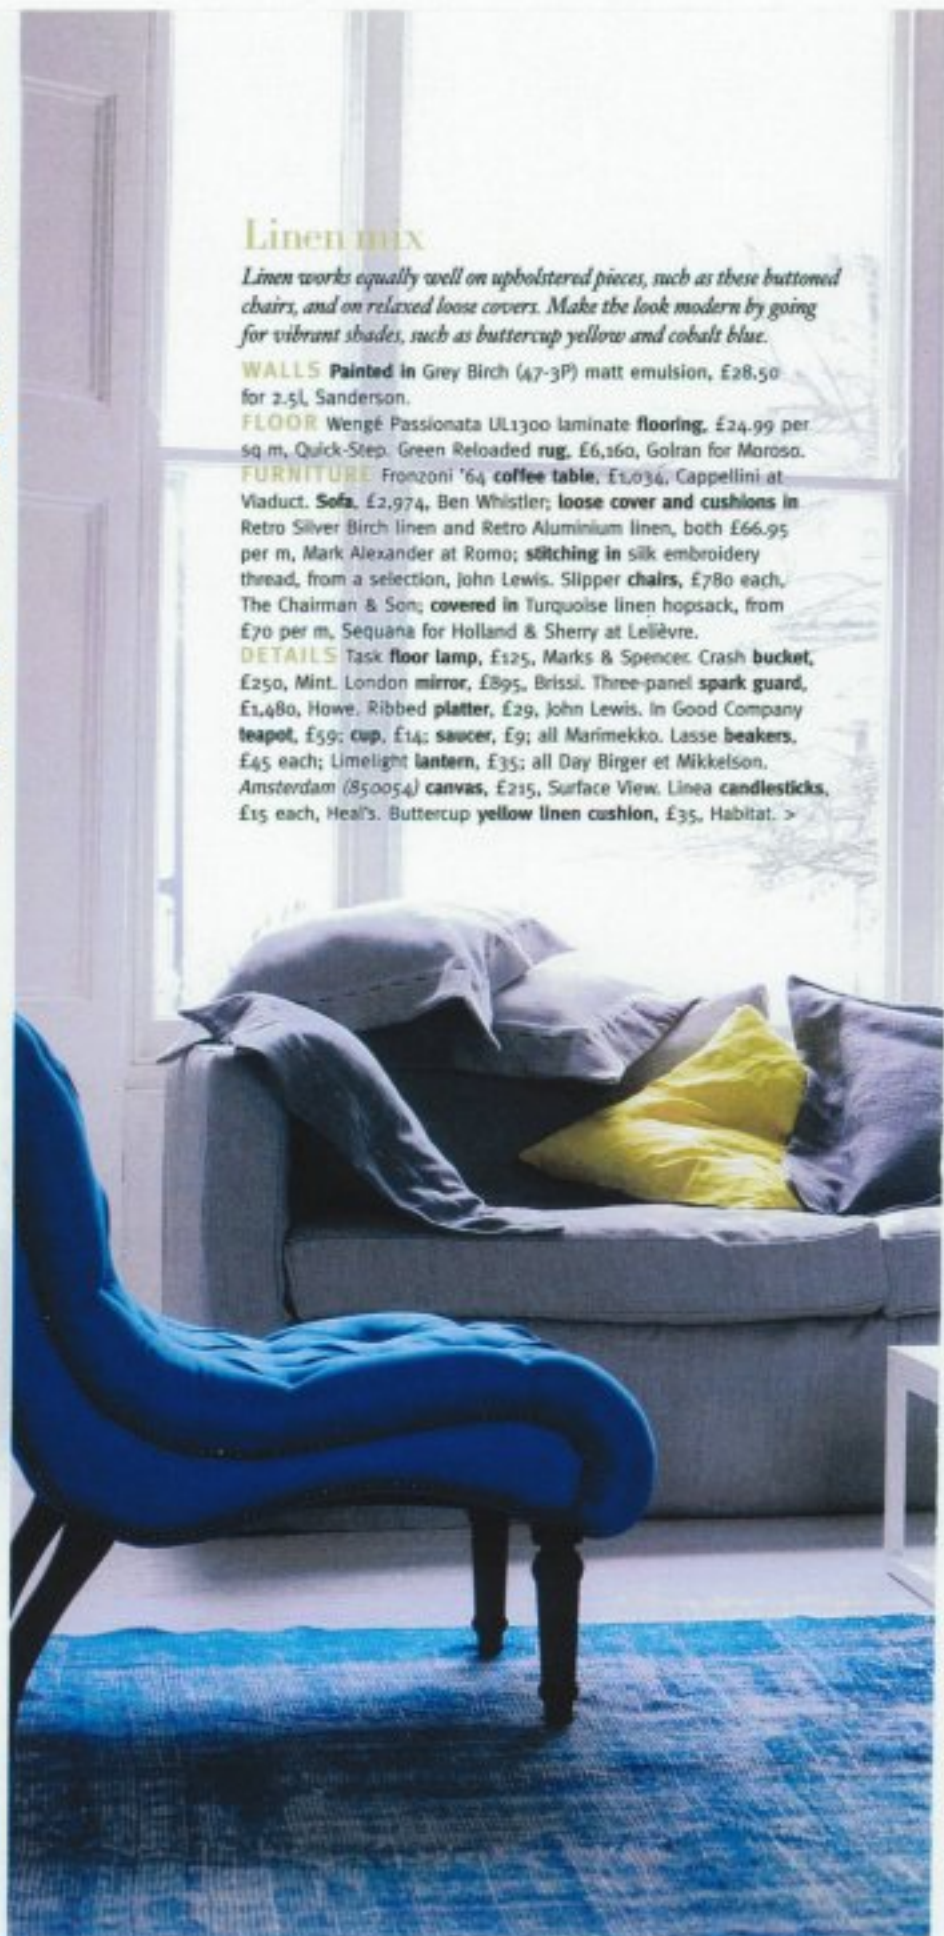 Linen mix
Linen works equally well on upholstered pieces, such as these buttoned
chairs, and on relaxed loose covers. Make the look modern by going
for vibrant shades, such as buttercup yellow and cobalt blue.
WALLS Painted in Grey Birch (47-3P) matt emulsion, £28.50
for 2.5l, Sanderson.
FLOOR Wengé Passionata UL1300 laminate flooring, £24.99 per
sq m, Quick-Step. Green Reloaded rug, £6,160, Golran for Moroso.
FURNITURE Fronzoni '64 coffee table, £1,034, Cappellini at
Viaduct. Sofa, £2,974, Ben Whistler; loose cover and cushions in
Retro Silver Birch linen and Retro Aluminium linen, both £66.95
per m, Mark Alexander at Romo; stitching in silk embroidery
thread, from a selection, John Lewis. Slipper chairs, £780 each,
The Chairman & Son; covered in Turquoise linen hopsack, from
£70 per m, Sequana for Holland & Sherry at Lelièvre.
DETAILS Task floor lamp, £125, Marks & Spencer. Crash bucket,
£250, Mint. London mirror, £895, Brissi. Three-panel spark guard,
£1,480, Howe. Ribbed platter, £29, John Lewis. In Good Company
teapot, £59; cup, £14; saucer, £9; all Marimekko. Lasse beakers,
£45 each; Limelight lantern, £35; all Day Birger et Mikkelson.
Amsterdam (850054) canvas, £215, Surface View. Linea candlesticks,
£15 each, Heal's. Buttercup yellow linen cushion, £35, Habitat. >